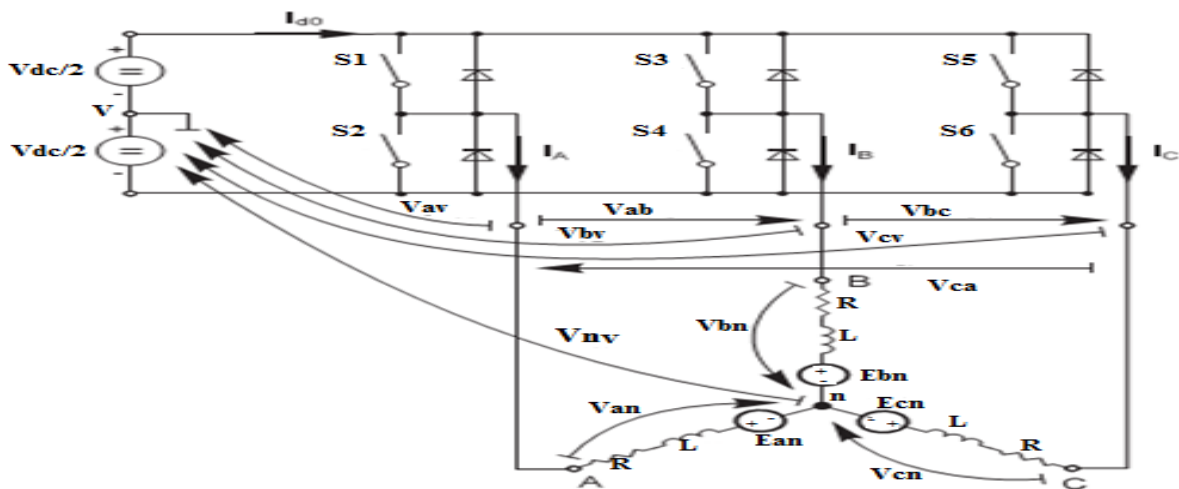 Id0
S1 S3 S5
Vdc/2
+
-
V
S2 S4 S6
Vdc/2
+
-
IA IB IC
Vav Vab Vbc
Vbv Vcv
Vca
B
R
Vbn
L
Vnv
+
-
Ebn
n
Ecn
Van
+ -
- +
L
Ean
L
R
R
Vcn
A
C